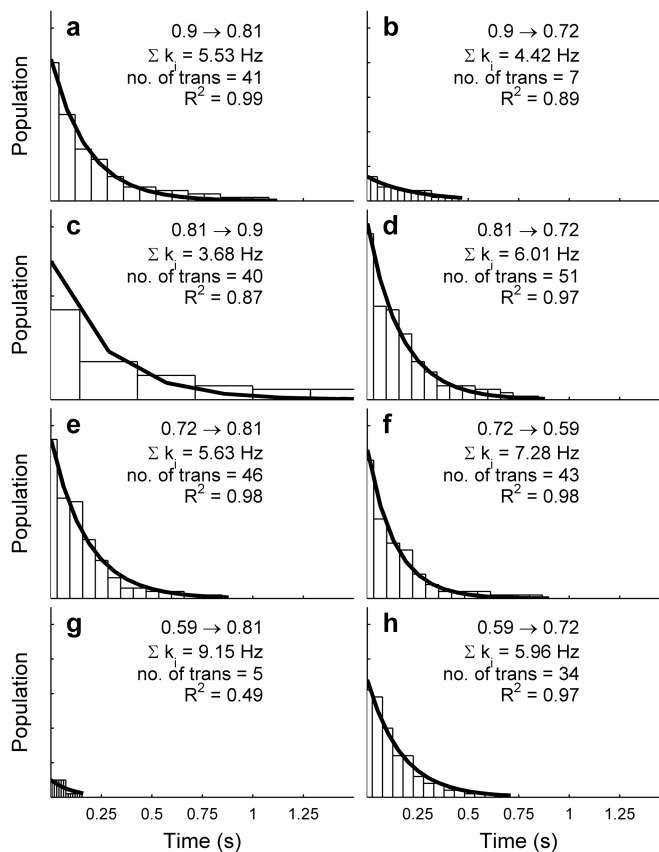 a
0.9 → 0.81
Σ kᵢ = 5.53 Hz
no. of trans = 41
R² = 0.99
Population
b
0.9 → 0.72
Σ kᵢ = 4.42 Hz
no. of trans = 7
R² = 0.89
c
0.81 → 0.9
Σ kᵢ = 3.68 Hz
no. of trans = 40
R² = 0.87
Population
d
0.81 → 0.72
Σ kᵢ = 6.01 Hz
no. of trans = 51
R² = 0.97
e
0.72 → 0.81
Σ kᵢ = 5.63 Hz
no. of trans = 46
R² = 0.98
Population
f
0.72 → 0.59
Σ kᵢ = 7.28 Hz
no. of trans = 43
R² = 0.98
g
0.59 → 0.81
Σ kᵢ = 9.15 Hz
no. of trans = 5
R² = 0.49
Population
0.25 0.5 0.75 1 1.25
Time (s)
h
0.59 → 0.72
Σ kᵢ = 5.96 Hz
no. of trans = 34
R² = 0.97
0.25 0.5 0.75 1 1.25
Time (s)